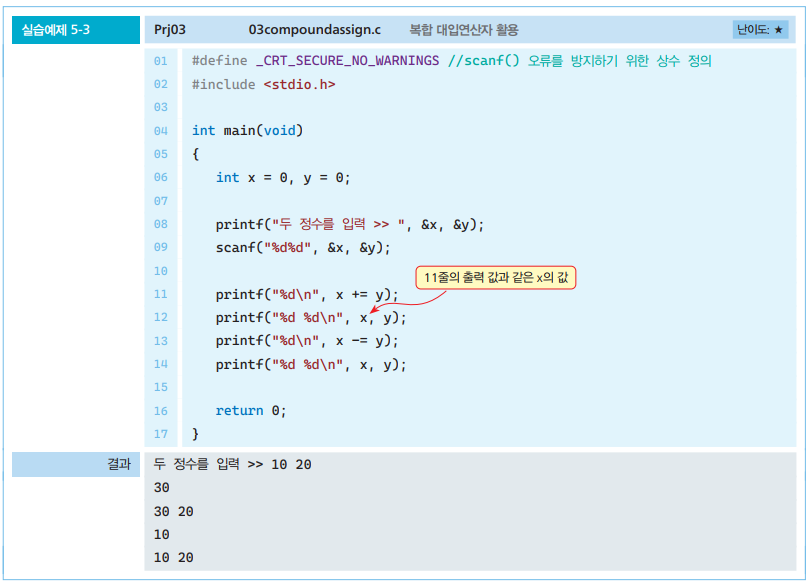 실습예제 5-3 Prj03 03compoundassign.c 복합 대입연산자 활용 난이도: ★
01 #define _CRT_SECURE_NO_WARNINGS //scanf() 오류를 방지하기 위한 상수 정의
02 #include <stdio.h>
03
04 int main(void)
05 {
06 int x = 0, y = 0;
07
08 printf("두 정수를 입력 >> ", &x, &y);
09 scanf("%d%d", &x, &y);
10
11줄의 출력 값과 같은 x의 값
11 printf("%d\n", x += y);
12 printf("%d %d\n", x, y);
13 printf("%d\n", x -= y);
14 printf("%d %d\n", x, y);
15
16 return 0;
17 }
결과 두 정수를 입력 >> 10 20
30
30 20
10
10 20